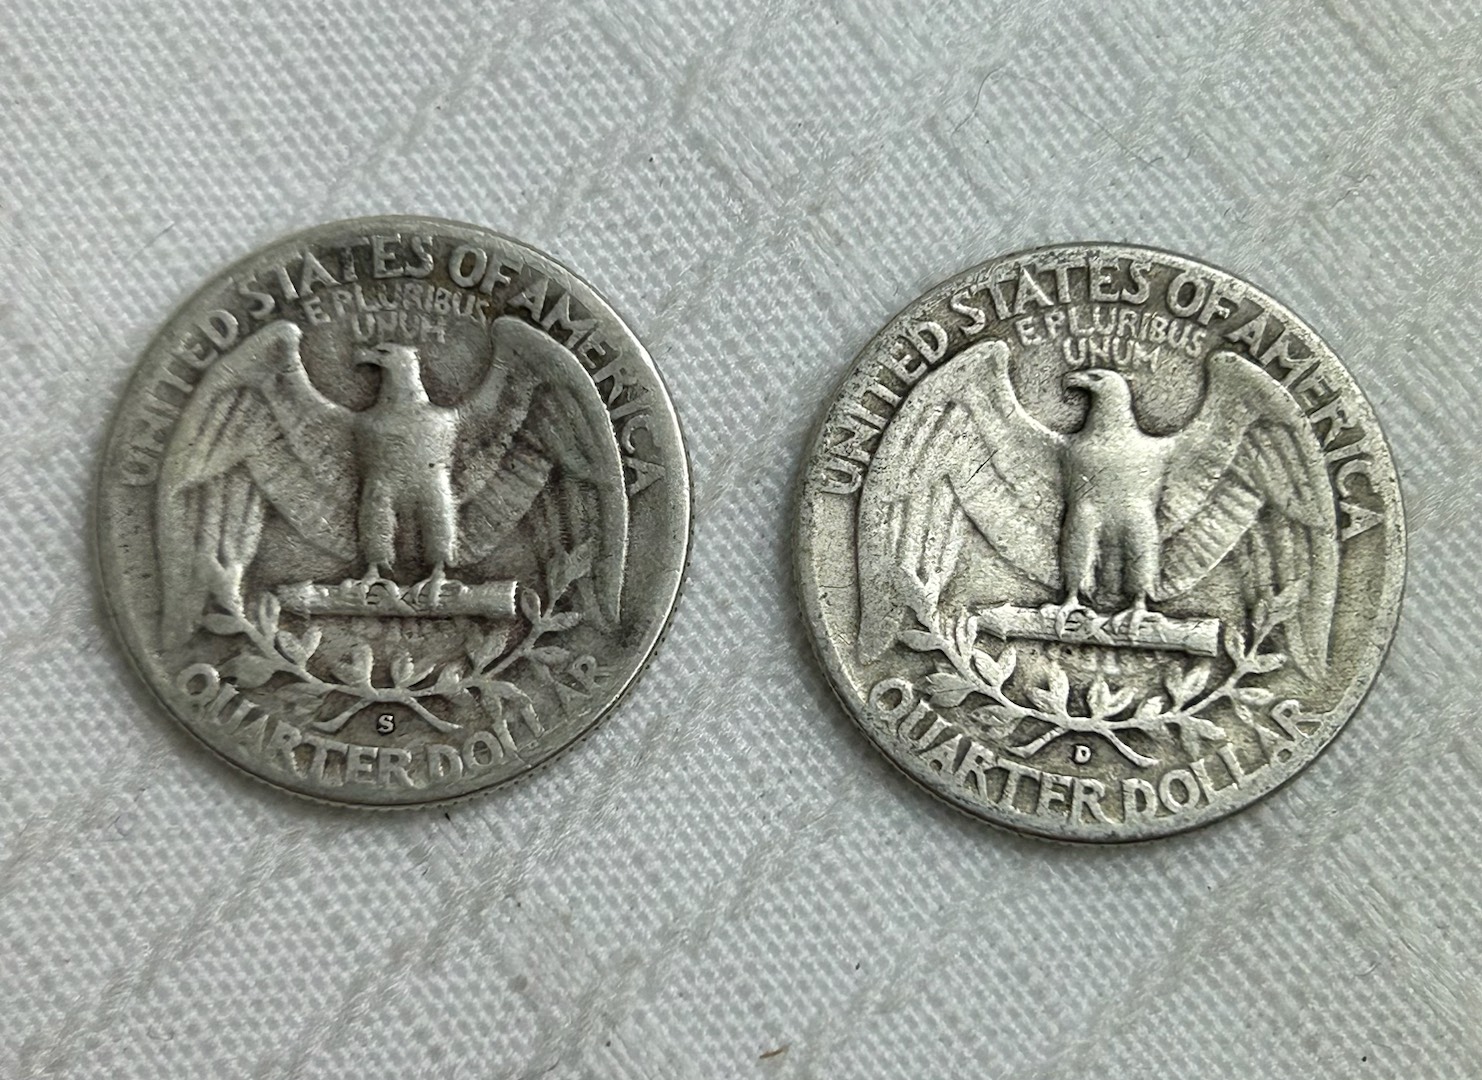 UNITED STATES OF AMERICA
E PLURIBUS
UNUM
S
QUARTER DOLLAR
UNITED STATES OF AMERICA
E PLURIBUS
UNUM
D
QUARTER DOLLAR